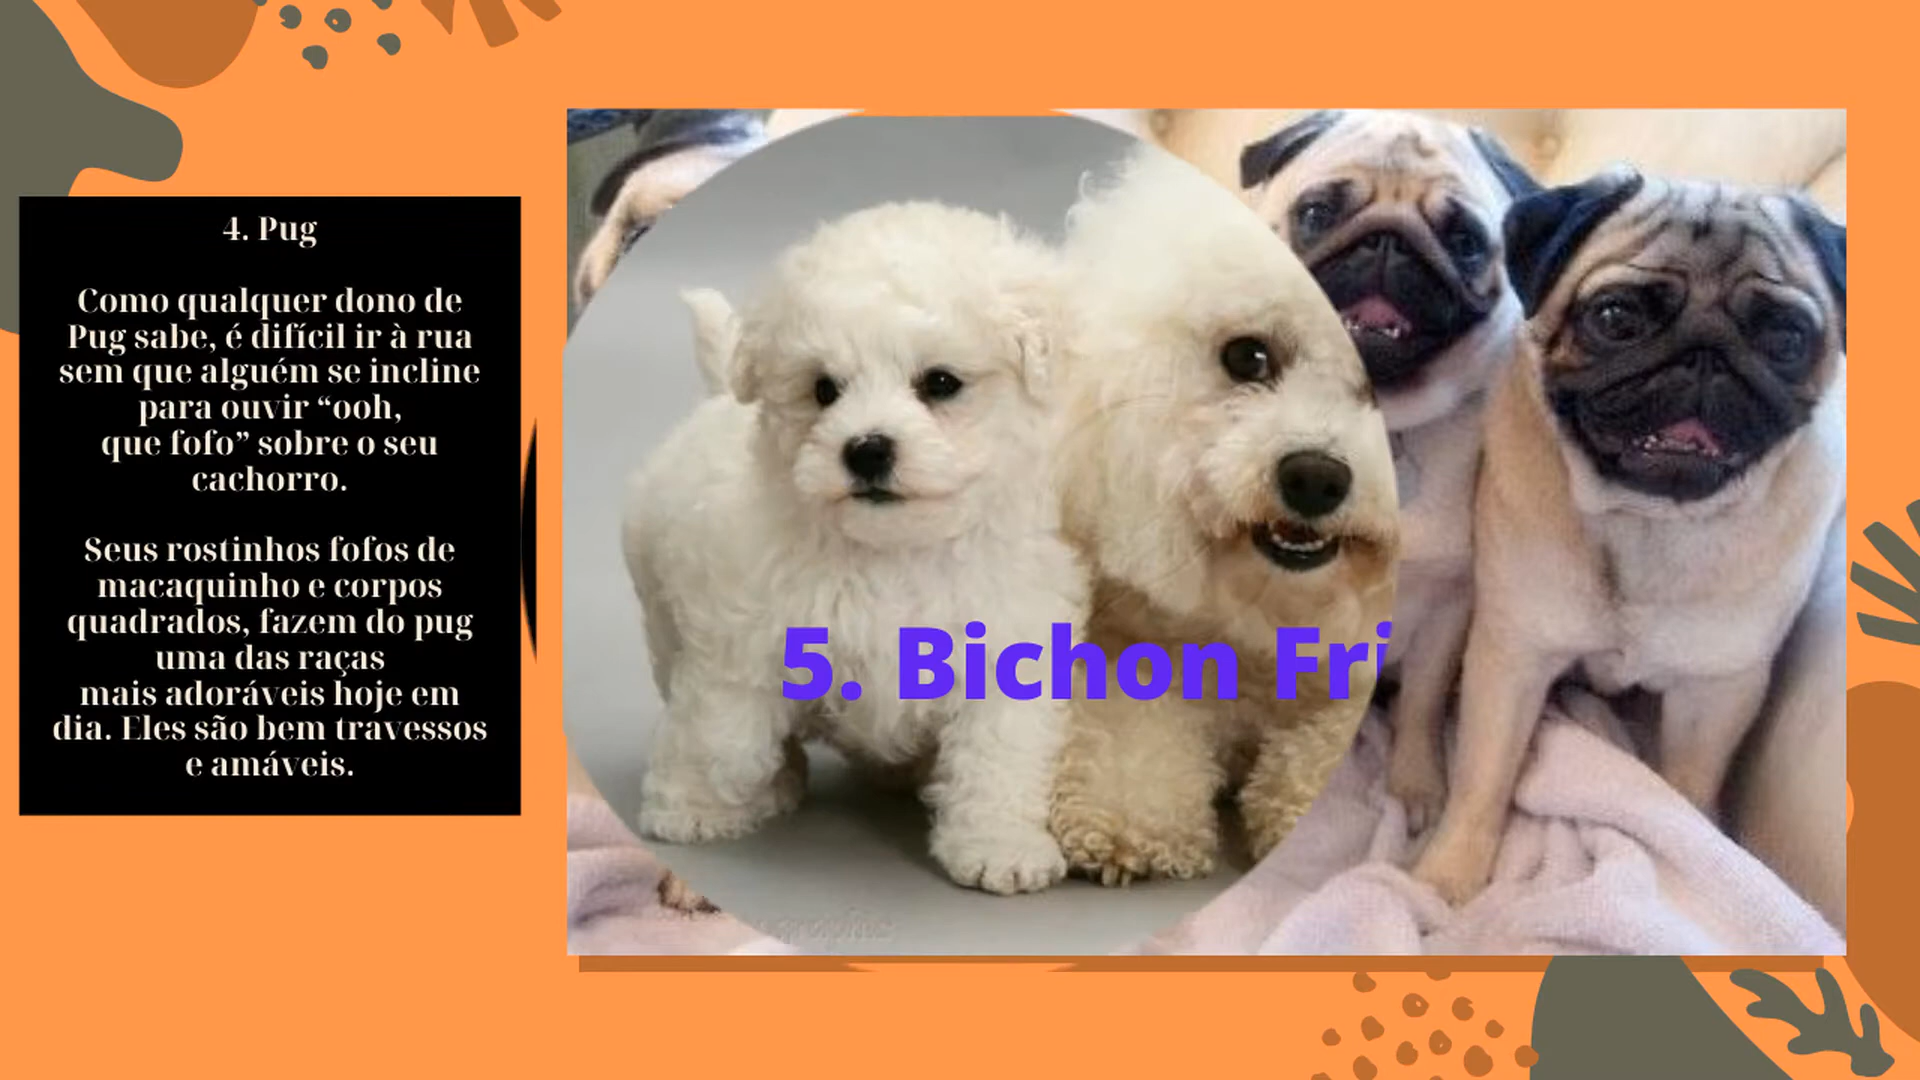 4. Pug
Como qualquer dono de
Pug sabe, é difícil ir à rua
sem que alguém se incline
para ouvir “ooh,
que fofo” sobre o seu
cachorro.
Seus rostinhos fofos de
macaquinho e corpos
quadrados, fazem do pug
uma das raças
mais adoráveis hoje em
dia. Eles são bem travessos
e amáveis.
5. Bichon Fri